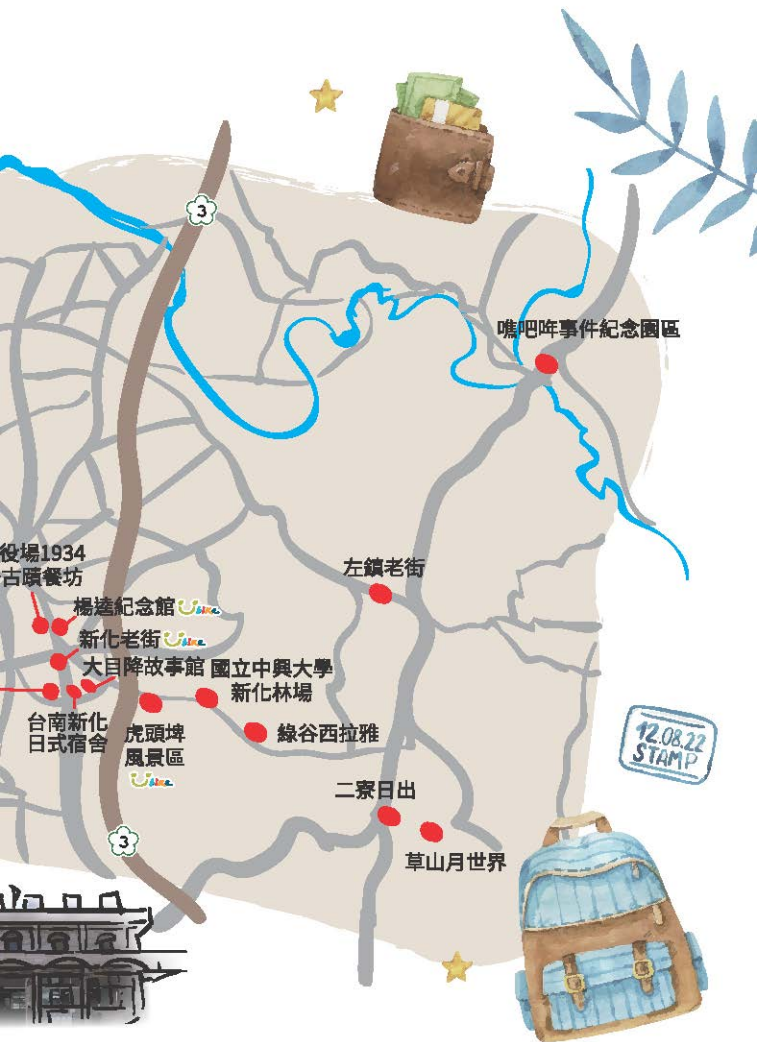 3
噍吧哖事件紀念園區
役場1934
古蹟餐坊
左鎮老街
楊逵紀念館 Ubike
新化老街 Ubike
大目降故事館
國立中興大學
新化林場
台南新化
日式宿舍
虎頭埤
風景區
Ubike
綠谷西拉雅
12.08.22
STAMP
二寮日出
3
草山月世界